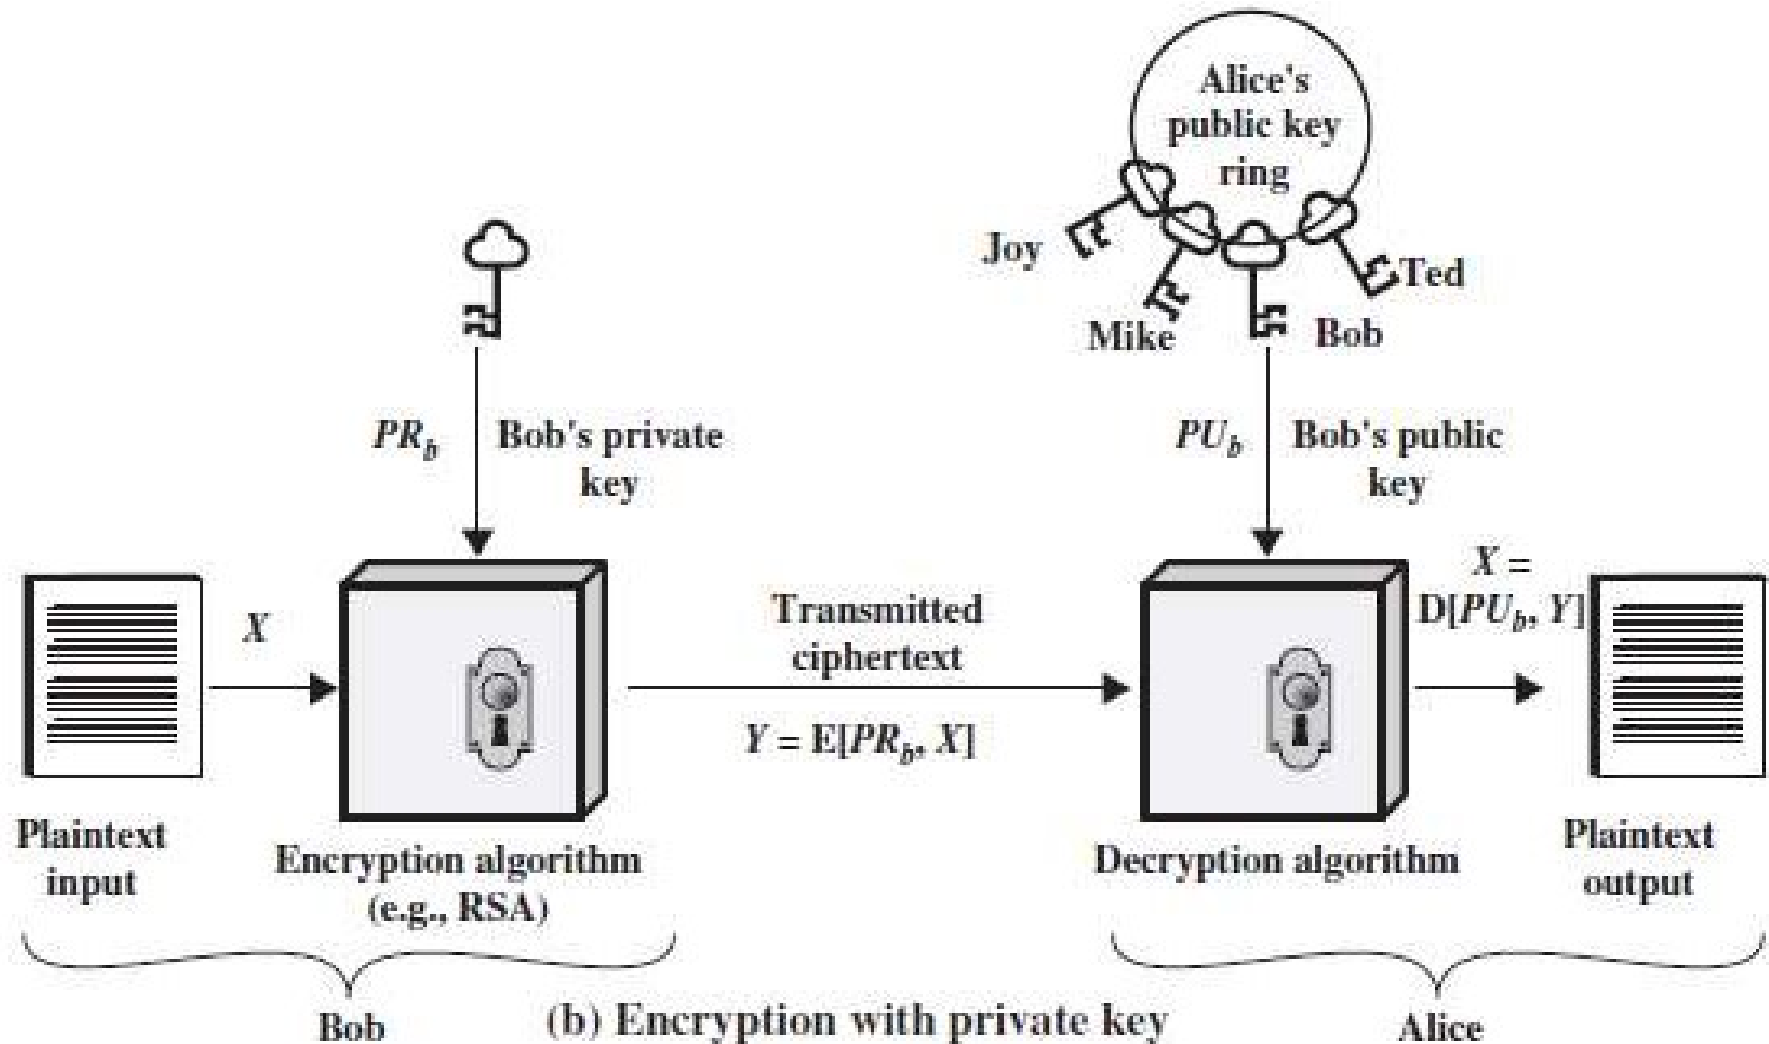 Alice's
public key
ring
Joy
Mike
Bob
Ted
PR_b
Bob's private
key
PU_b
Bob's public
key
X
Transmitted
ciphertext
Y = E[PR_b, X]
X =
D[PU_b, Y]
Plaintext
input
Encryption algorithm
(e.g., RSA)
Decryption algorithm
Plaintext
output
Bob
(b) Encryption with private key
Alice